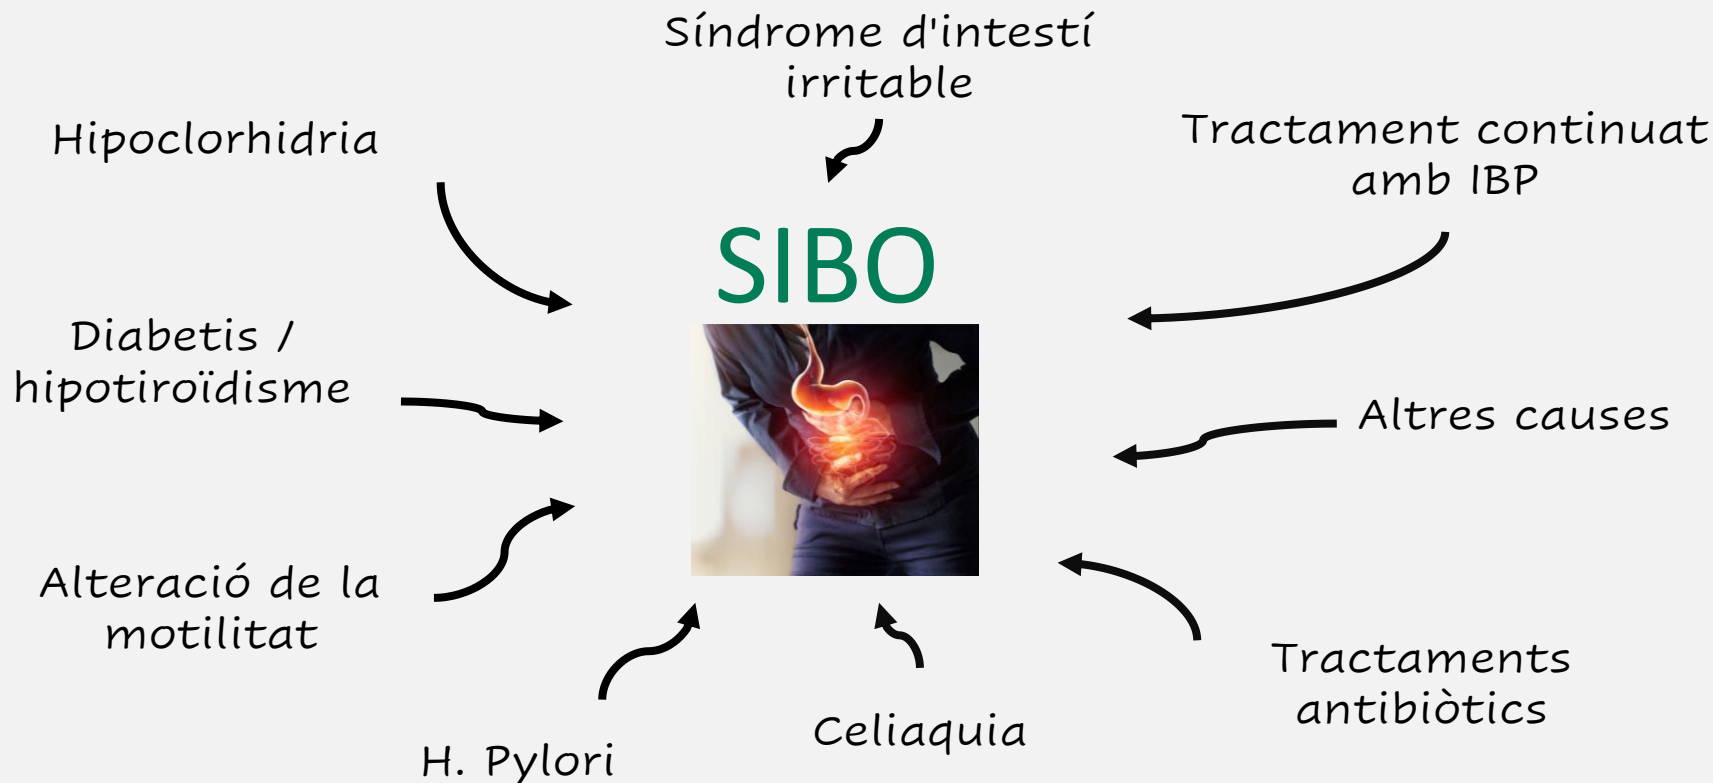 Síndrome d'intestí
irritable
Hipoclorhidria
Tractament continuat
amb IBP
SIBO
Diabetis /
hipotiroïdisme
Altres causes
Alteració de la
motilitat
Tractaments
antibiòtics
Celiaquia
H. Pylori